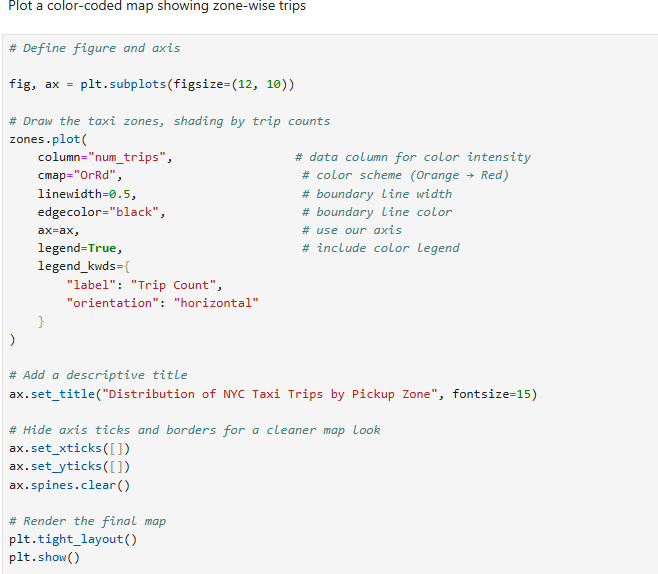 Plot a color-coded map showing zone-wise trips
# Define figure and axis
fig, ax = plt.subplots(figsize=(12, 10))
# Draw the taxi zones, shading by trip counts
zones.plot(
    column="num_trips",                 # data column for color intensity
    cmap="OrRd",                         # color scheme (Orange → Red)
    linewidth=0.5,                       # boundary line width
    edgecolor="black",                   # boundary line color
    ax=ax,                               # use our axis
    legend=True,                         # include color legend
    legend_kwds={
        "label": "Trip Count",
        "orientation": "horizontal"
    }
)
# Add a descriptive title
ax.set_title("Distribution of NYC Taxi Trips by Pickup Zone", fontsize=15)
# Hide axis ticks and borders for a cleaner map look
ax.set_xticks([])
ax.set_yticks([])
ax.spines.clear()
# Render the final map
plt.tight_layout()
plt.show()